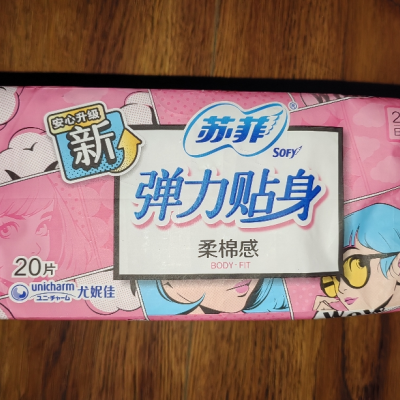 安心升级
新
苏菲
®
SOFY
弹力贴身
柔棉感
BODY·FIT
20片
unicharm
ユニ・チャーム
尤妮佳
2